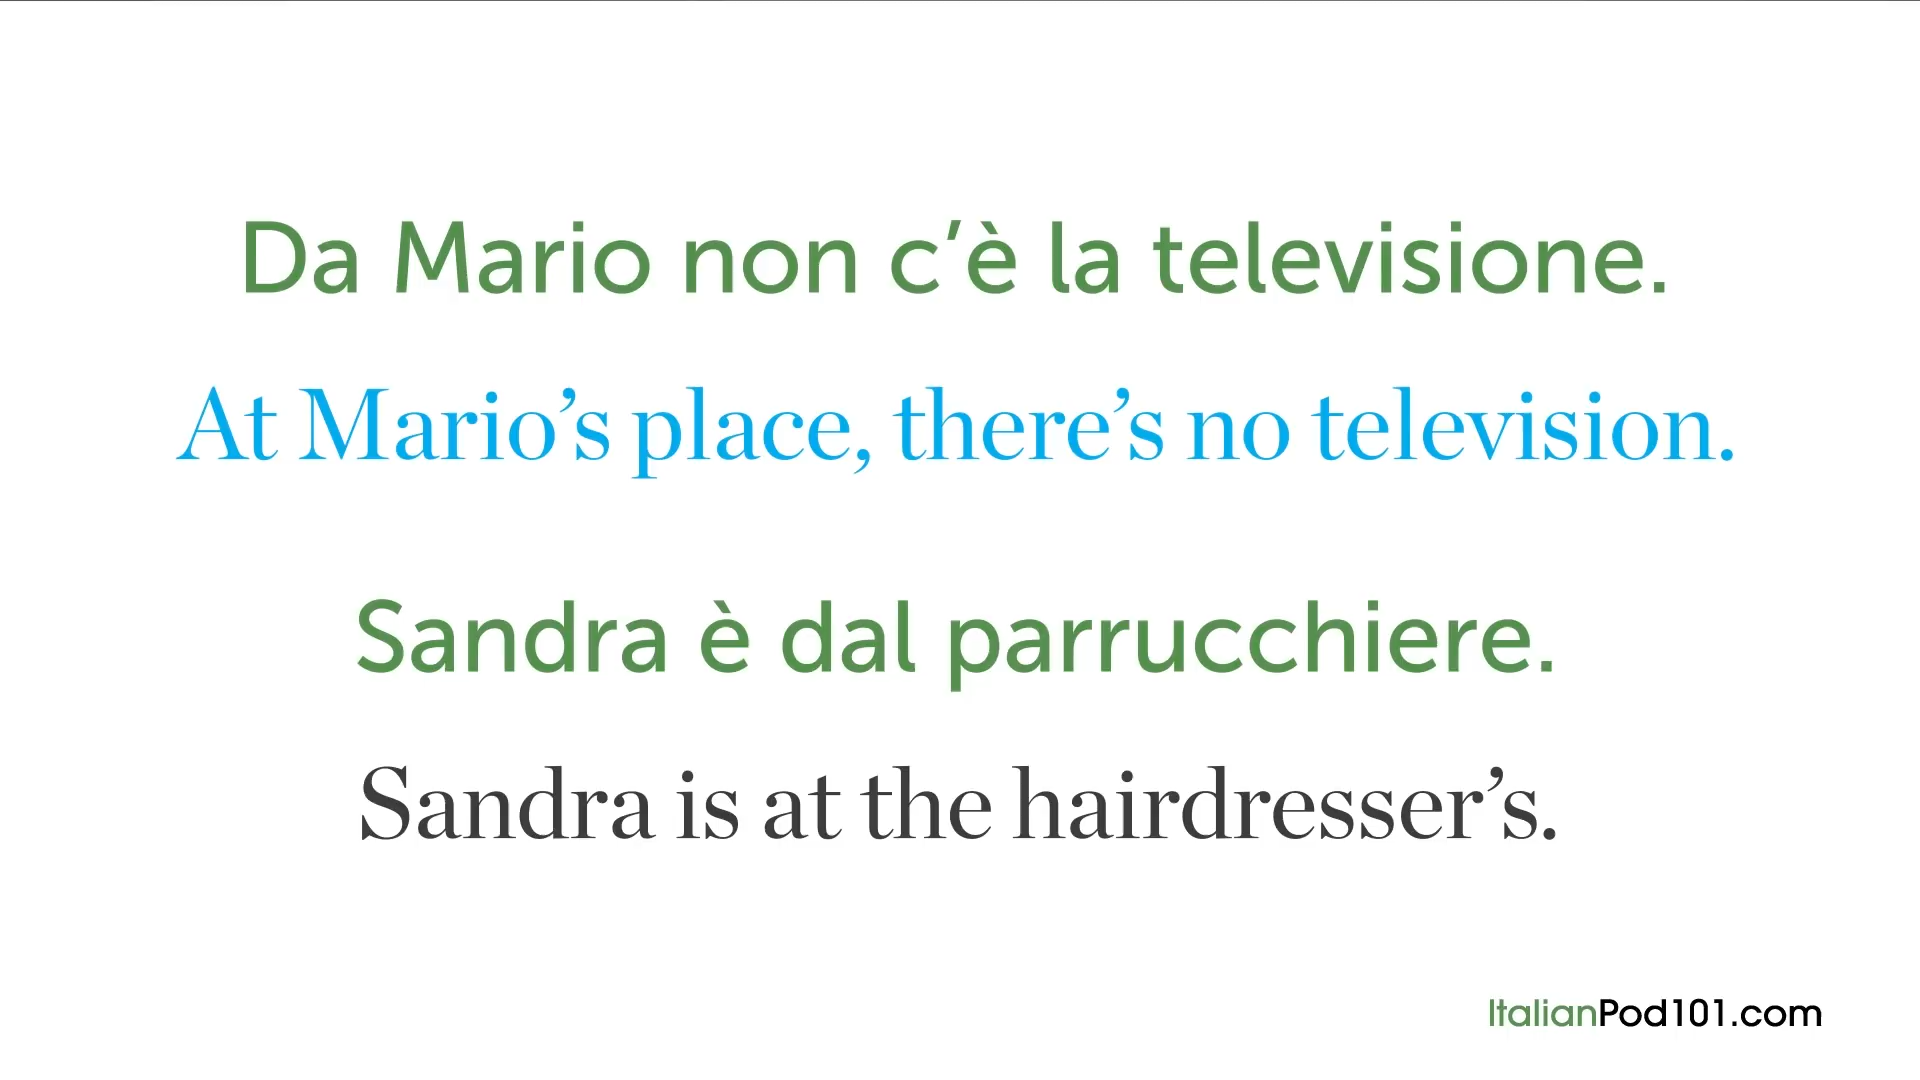 Da Mario non c’è la televisione.
At Mario’s place, there’s no television.
Sandra è dal parrucchiere.
Sandra is at the hairdresser’s.
ItalianPod101.com